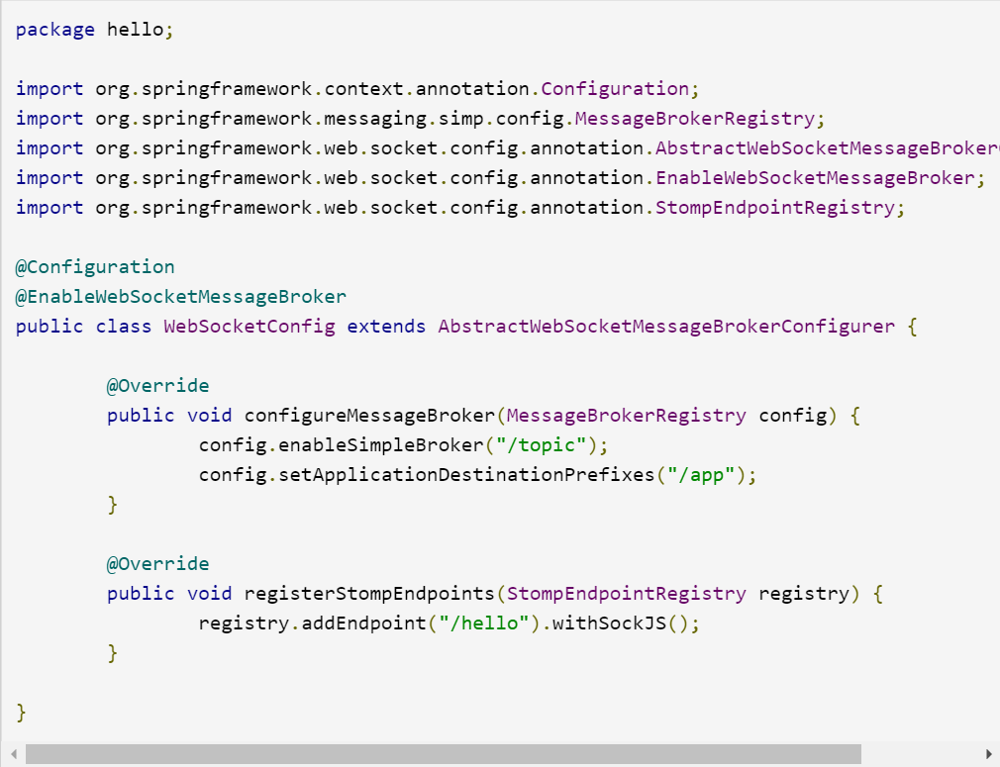 package hello;
import org.springframework.context.annotation.Configuration;
import org.springframework.messaging.simp.config.MessageBrokerRegistry;
import org.springframework.web.socket.config.annotation.AbstractWebSocketMessageBroker
import org.springframework.web.socket.config.annotation.EnableWebSocketMessageBroker;
import org.springframework.web.socket.config.annotation.StompEndpointRegistry;
@Configuration
@EnableWebSocketMessageBroker
public class WebSocketConfig extends AbstractWebSocketMessageBrokerConfigurer {
@Override
public void configureMessageBroker(MessageBrokerRegistry config) {
config.enableSimpleBroker("/topic");
config.setApplicationDestinationPrefixes("/app");
}
@Override
public void registerStompEndpoints(StompEndpointRegistry registry) {
registry.addEndpoint("/hello").withSockJS();
}
}